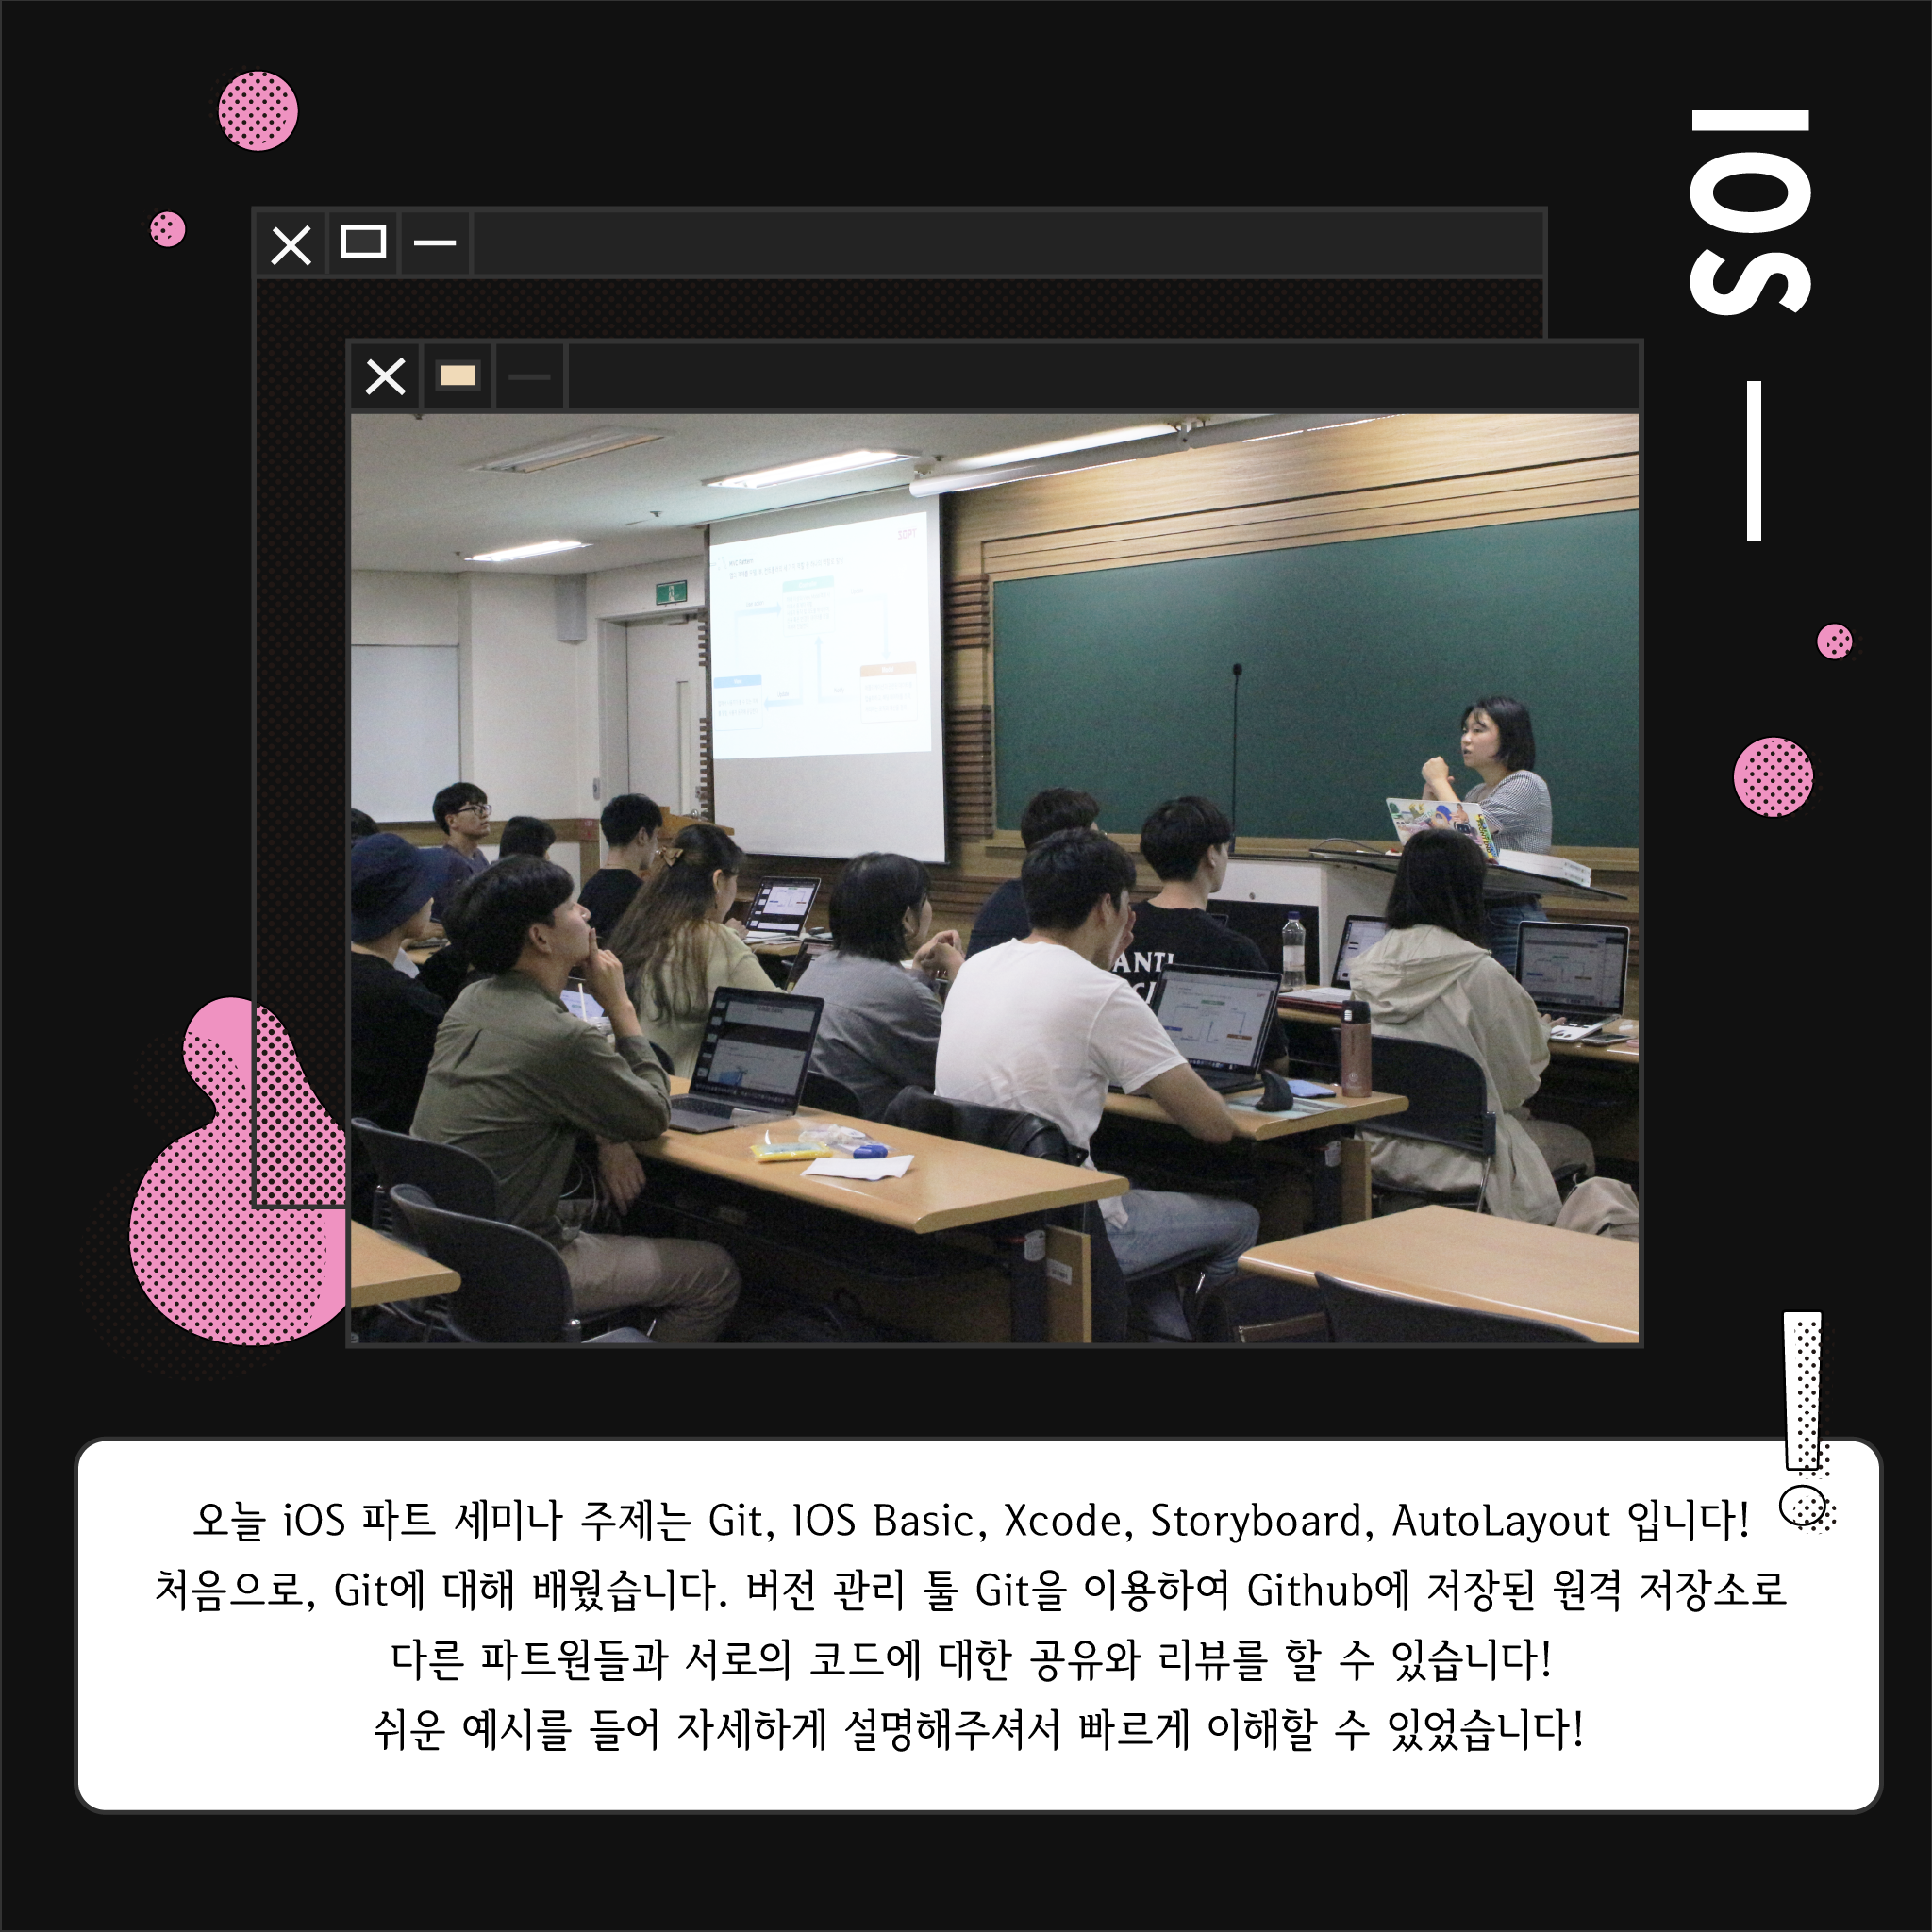 IOS —
SOPT
ANTI
오늘 iOS 파트 세미나 주제는 Git, IOS Basic, Xcode, Storyboard, AutoLayout 입니다!
처음으로, Git에 대해 배웠습니다. 버전 관리 툴 Git을 이용하여 Github에 저장된 원격 저장소로
다른 파트원들과 서로의 코드에 대한 공유와 리뷰를 할 수 있습니다!
쉬운 예시를 들어 자세하게 설명해주셔서 빠르게 이해할 수 있었습니다!